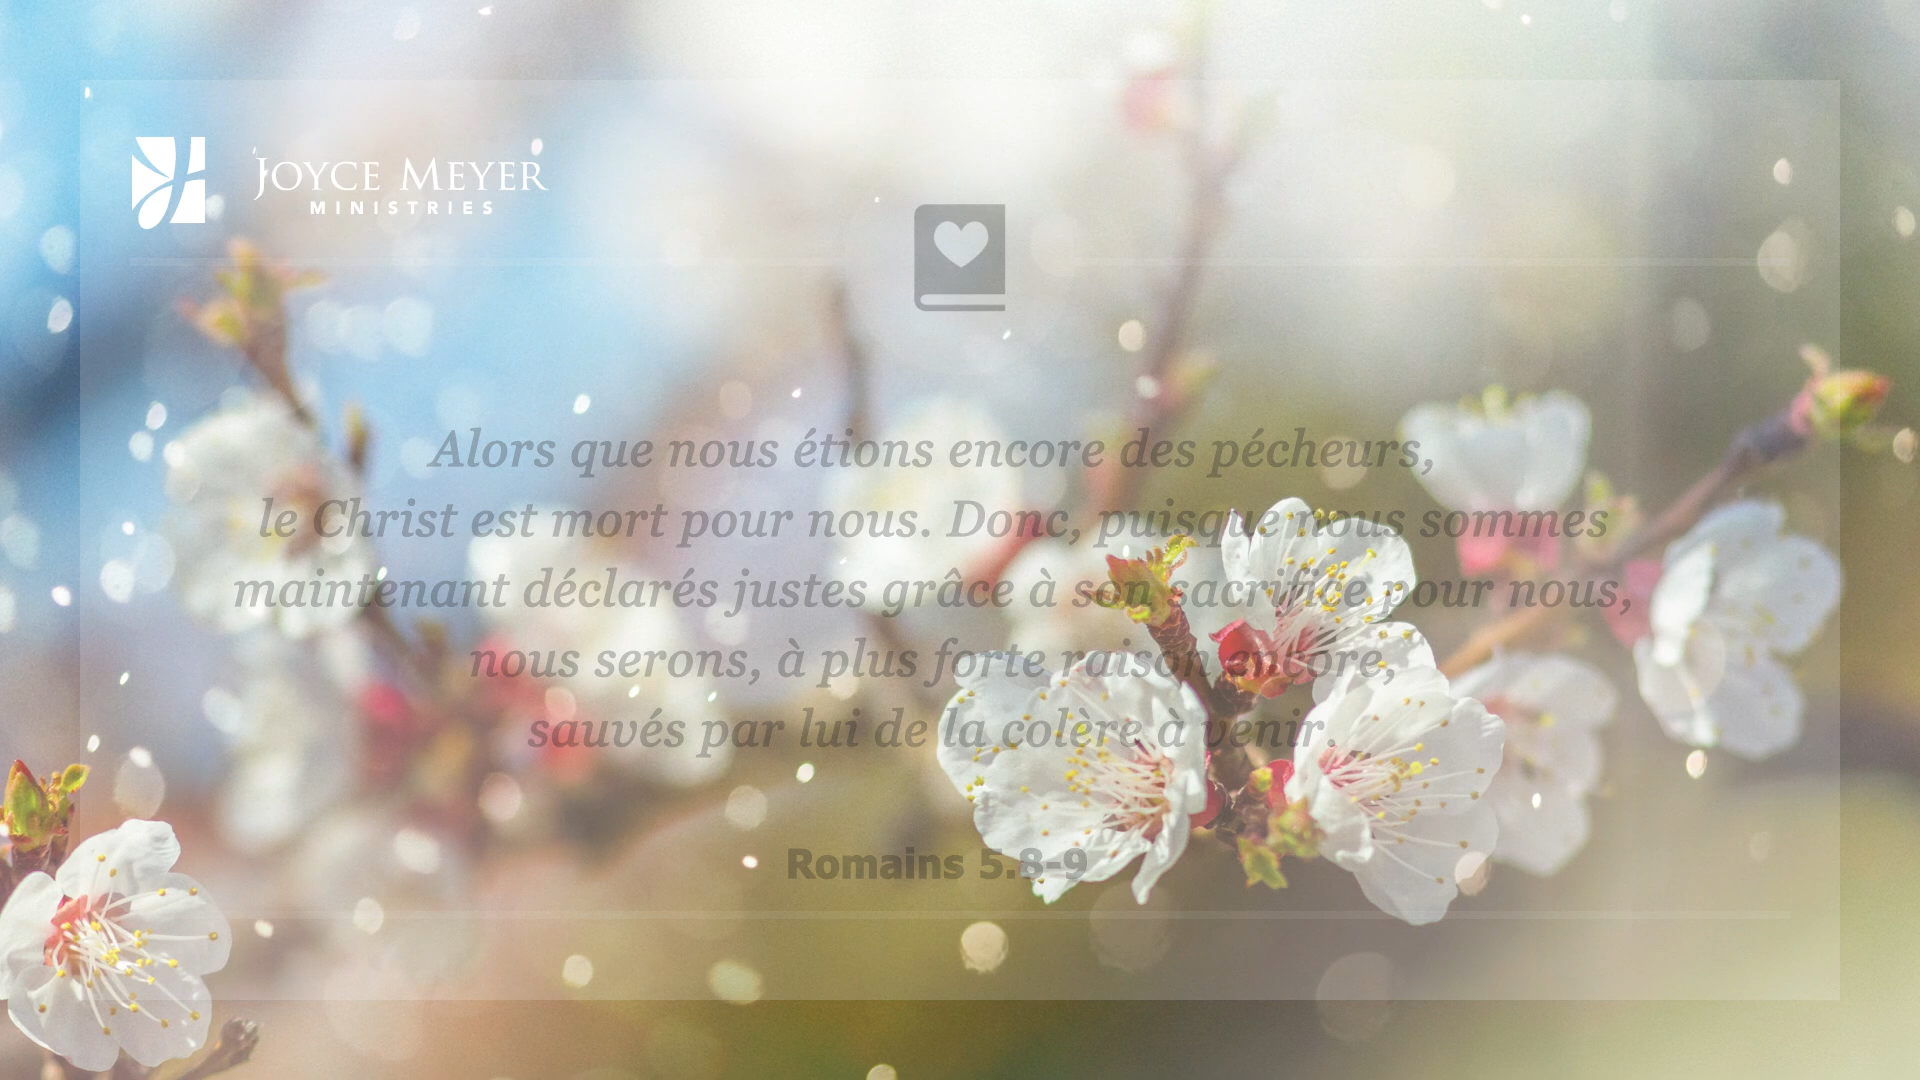 JOYCE MEYER
MINISTRIES
Alors que nous étions encore des pécheurs,
le Christ est mort pour nous. Donc, puisque nous sommes
maintenant déclarés justes grâce à son sacrifice pour nous,
nous serons, à plus forte raison encore,
sauvés par lui de la colère à venir.
Romains 5.8-9